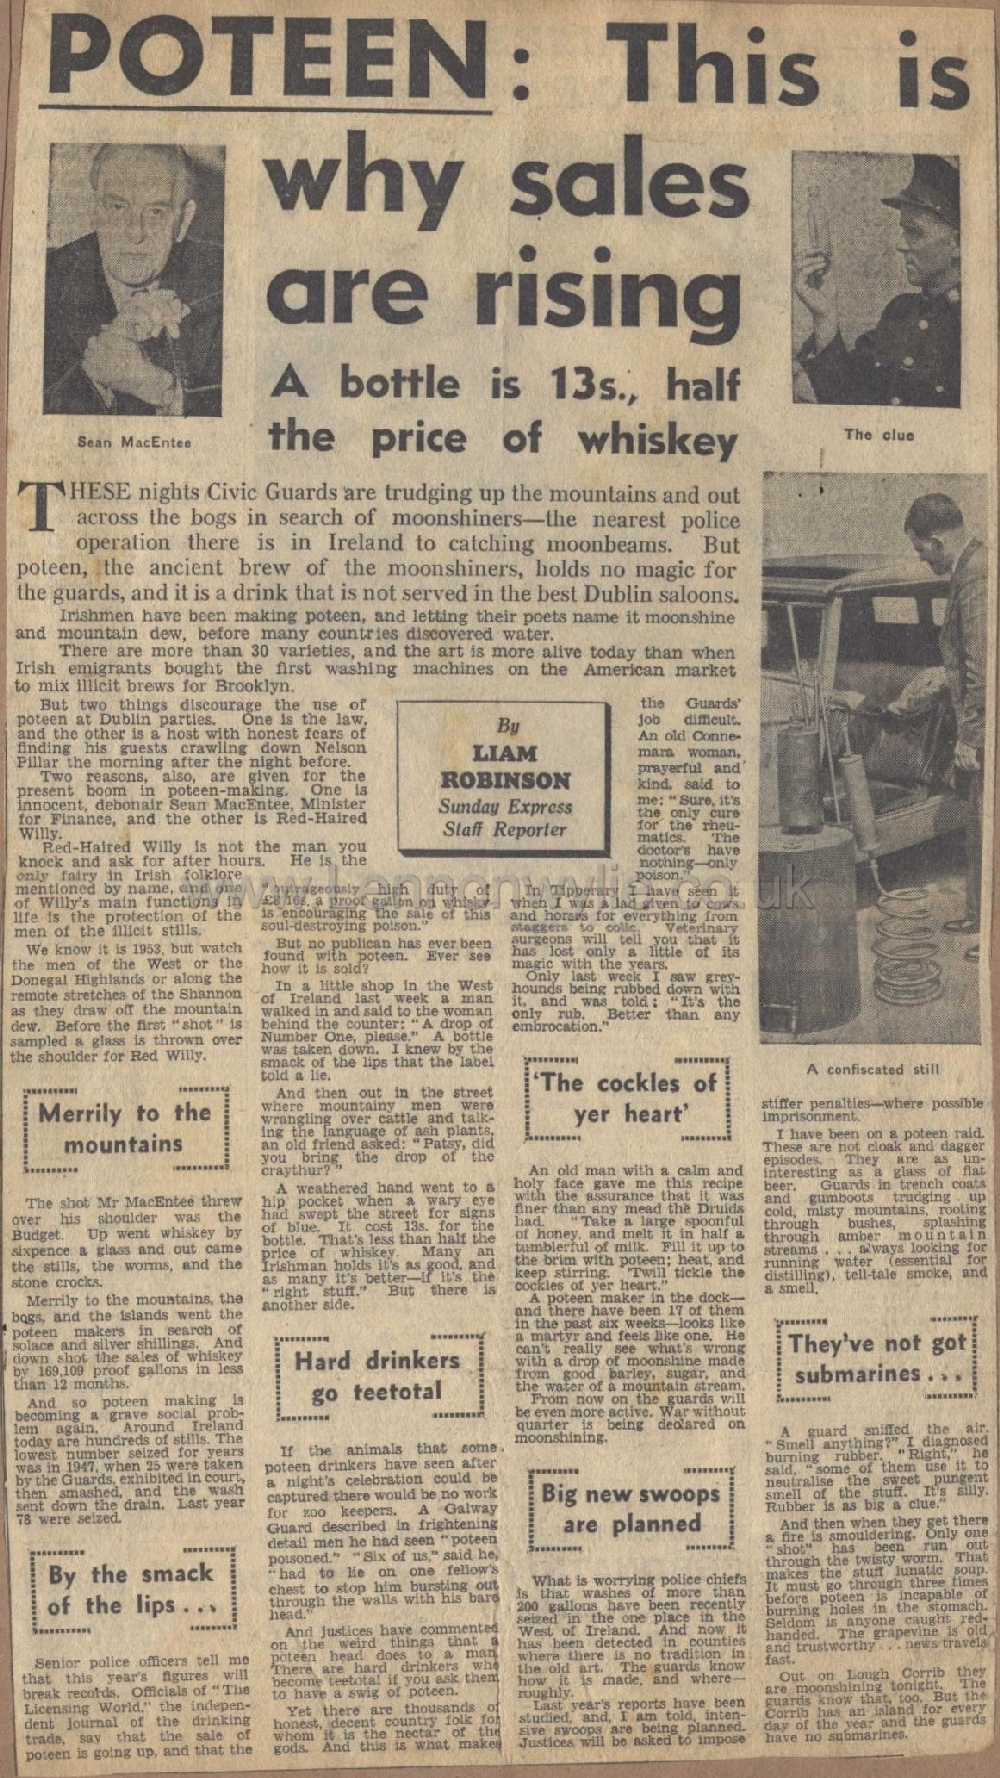 POTEEN: This is
why sales
are rising
A bottle is 13s., half
the price of whiskey
Sean MacEntee
The clue
THESE nights Civic Guards are trudging up the mountains and out
across the bogs in search of moonshiners—the nearest police
operation there is in Ireland to catching moonbeams. But
poteen, the ancient brew of the moonshiners, holds no magic for
the guards, and it is a drink that is not served in the best Dublin saloons.
Irishmen have been making poteen, and letting their poets name it moonshine
and mountain dew, before many countries discovered water.
There are more than 30 varieties, and the art is more alive today than when
Irish emigrants bought the first washing machines on the American market
to mix illicit brews for Brooklyn.
But two things discourage the use of
poteen at Dublin parties. One is the law,
and the other is a host with honest fears of
finding his guests crawling down Nelson
Pillar the morning after the night before.
Two reasons, also, are given for the
present boom in poteen-making. One is
innocent, debonair Sean MacEntee, Minister
for Finance, and the other is Red-Haired
Willy.
Red-Haired Willy is not the man you
knock and ask for after hours. He is the
only fairy in Irish folklore
mentioned by name, and one
of Willy's main functions in
life is the protection of the
men of the illicit stills.
We know it is 1953, but watch
the men of the West or the
Donegal Highlands or along the
remote stretches of the Shannon
as they draw off the mountain
dew. Before the first "shot" is
sampled a glass is thrown over
the shoulder for Red Willy.
Merrily to the
mountains
The shot Mr MacEntee threw
over his shoulder was the
Budget. Up went whiskey by
sixpence a glass and out came
the stills, the worms, and the
stone crocks.
Merrily to the mountains, the
bogs, and the islands went the
poteen makers in search of
solace and silver shillings. And
down shot the sales of whiskey
by 169,109 proof gallons in less
than 12 months.
And so poteen making is
becoming a grave social prob-
lem again. Around Ireland
today are hundreds of stills. The
lowest number seized for years
was in 1947, when 25 were taken
by the Guards, exhibited in court,
then smashed, and the wash
sent down the drain. Last year
78 were seized.
By the smack
of the lips...
Senior police officers tell me
that this year's figures will
break records. Officials of "The
Licensing World," the indepen-
dent journal of the drinking
trade, say that the sale of
poteen is going up, and that the
By
LIAM
ROBINSON
Sunday Express
Staff Reporter
"outrageously high duty of
£8 16s. a proof gallon on whisky
is encouraging the sale of this
soul-destroying poison."
But no publican has ever been
found with poteen. Ever see
how it is sold?
In a little shop in the West
of Ireland last week a man
walked in and said to the woman
behind the counter: "A drop of
Number One, please." A bottle
was taken down. I knew by the
smack of the lips that the label
told a lie.
And then out in the street
where mountainy men were
wrangling over cattle and talk-
ing the language of ash plants,
an old friend asked: "Patsy, did
you bring the drop of the
craythur?"
A weathered hand went to a
hip pocket when a wary eye
had swept the street for signs
of blue. It cost 13s. for the
bottle. That's less than half the
price of whiskey. Many an
Irishman holds it's as good, and
as many it's better—if it's the
"right stuff." But there is
another side.
Hard drinkers
go teetotal
If the animals that some
poteen drinkers have seen after
a night's celebration could be
captured there would be no work
for zoo keepers. A Galway
Guard described in frightening
detail men he had seen "poteen
poisoned." "Six of us," said he,
"had to lie on one fellow's
chest to stop him bursting out
through the walls with his bare
head."
And justices have commented
on the weird things that a
poteen head does to a man.
There are hard drinkers who
become teetotal if you ask them
to have a swig of poteen.
Yet there are thousands of
honest, decent country folk for
whom it is the nectar of the
gods. And this is what makes
the Guards'
job difficult.
An old Conne-
mara woman,
prayerful and
kind, said to
me: "Sure, it's
the only cure
for the rheu-
matics. The
doctor's have
nothing—only
poison."
In Tipperary I have seen it
when I was a lad given to cows,
and horses for everything from
staggers to colic. Veterinary
surgeons will tell you that it
has lost only a little of its
magic with the years.
Only last week I saw grey-
hounds being rubbed down with
it, and was told: "It's the
only rub. Better than any
embrocation."
'The cockles of
yer heart'
An old man with a calm and
holy face gave me this recipe
with the assurance that it was
finer than any mead the Druids
had. "Take a large spoonful
of honey, and melt it in half a
tumblerful of milk. Fill it up to
the brim with poteen; heat, and
keep stirring. 'Twill tickle the
cockles of yer heart."
A poteen maker in the dock—
and there have been 17 of them
in the past six weeks—looks like
a martyr and feels like one. He
can't really see what's wrong
with a drop of moonshine made
from good barley, sugar, and
the water of a mountain stream.
From now on the guards will
be even more active. War without
quarter is being declared on
moonshining.
Big new swoops
are planned
What is worrying police chiefs
is that washes of more than
200 gallons have been recently
seized in the one place in the
West of Ireland. And now it
has been detected in counties
where there is no tradition in
the old art. The guards know
how it is made, and where—
roughly.
Last year's reports have been
studied, and, I am told, inten-
sive swoops are being planned.
Justices will be asked to impose
A confiscated still
stiffer penalties—where possible
imprisonment.
I have been on a poteen raid.
These are not cloak and dagger
episodes. They are as un-
interesting as a glass of flat
beer. Guards in trench coats
and gumboots trudging up
cold, misty mountains, rooting
through bushes, splashing
through amber mountain
streams ... always looking for
running water (essential for
distilling), tell-tale smoke, and
a smell.
They've not got
submarines...
A guard sniffed the air.
"Smell anything?" I diagnosed
burning rubber. "Right," he
said, "some of them use it to
neutralise the sweet pungent
smell of the stuff. It's silly.
Rubber is as big a clue."
And then when they get there
a fire is smouldering. Only one
"shot" has been run out
through the twisty worm. That
makes the stuff lunatic soup.
It must go through three times
before poteen is incapable of
burning holes in the stomach.
Seldom is anyone caught red-
handed. The grapevine is old
and trustworthy ... news travels
fast.
Out on Lough Corrib they
are moonshining tonight. The
guards know that, too. But the
Corrib has an island for every
day of the year and the guards
have no submarines.